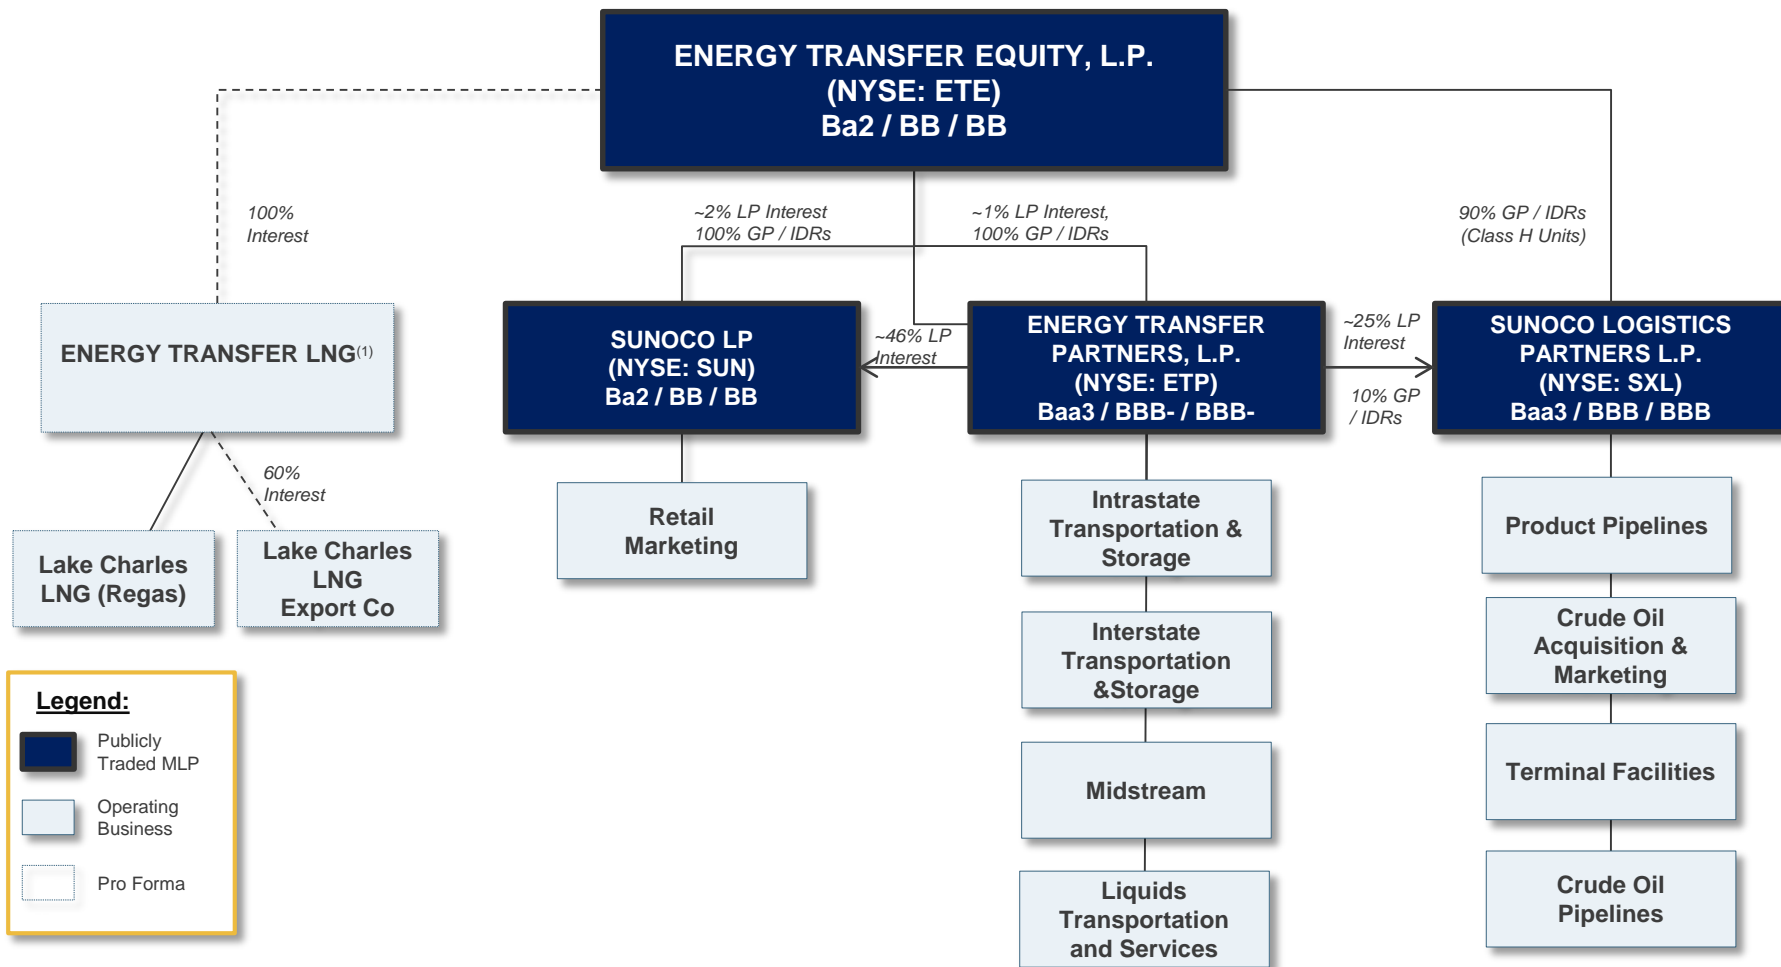 ENERGY TRANSFER EQUITY, L.P.
(NYSE: ETE)
Ba2 / BB / BB
100%
Interest
~2% LP Interest
100% GP / IDRs
~1% LP Interest,
100% GP / IDRs
90% GP / IDRs
(Class H Units)
ENERGY TRANSFER LNG(1)
SUNOCO LP
(NYSE: SUN)
Ba2 / BB / BB
~46% LP
Interest
ENERGY TRANSFER
PARTNERS, L.P.
(NYSE: ETP)
Baa3 / BBB- / BBB-
~25% LP
Interest
10% GP
/ IDRs
SUNOCO LOGISTICS
PARTNERS L.P.
(NYSE: SXL)
Baa3 / BBB / BBB
60%
Interest
Lake Charles
LNG (Regas)
Lake Charles
LNG
Export Co
Retail
Marketing
Intrastate
Transportation &
Storage
Interstate
Transportation
&Storage
Midstream
Liquids
Transportation
and Services
Product Pipelines
Crude Oil
Acquisition &
Marketing
Terminal Facilities
Crude Oil
Pipelines
Legend:
Publicly
Traded MLP
Operating
Business
Pro Forma